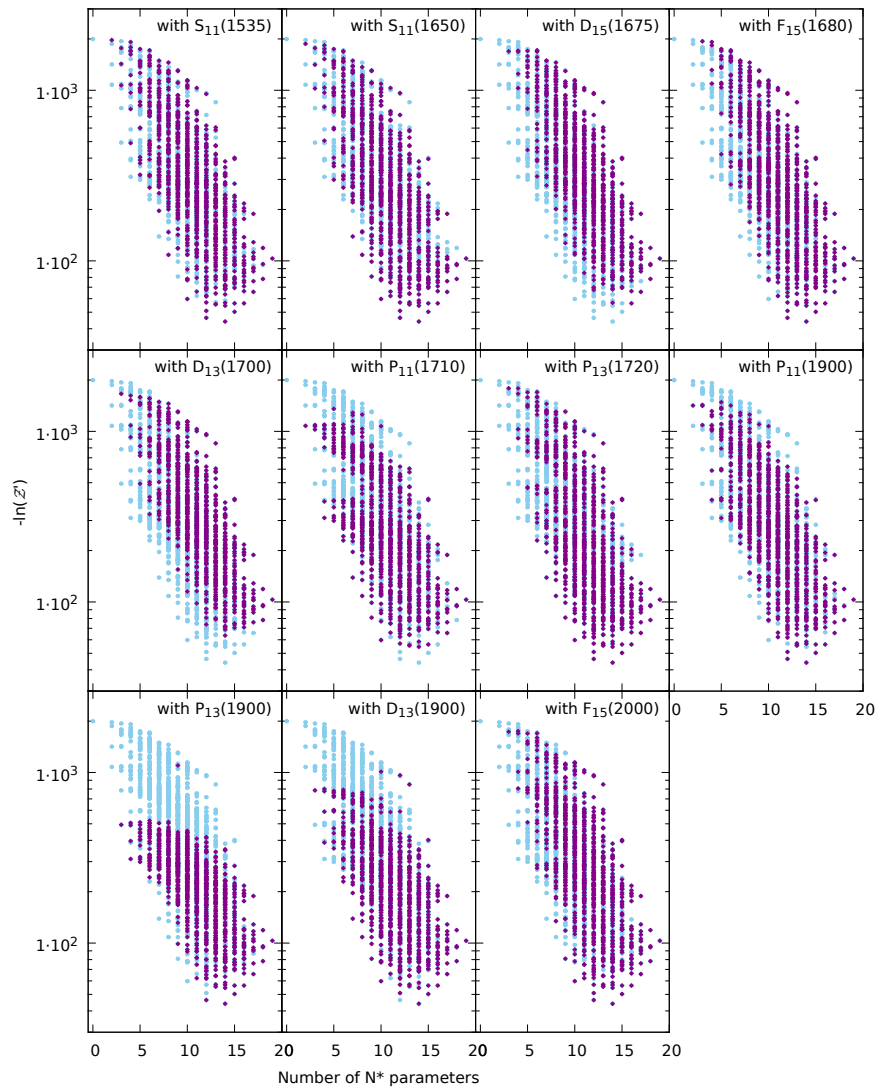 with S₁₁(1535) with S₁₁(1650) with D₁₅(1675) with F₁₅(1680)
1·10³
1·10²
with D₁₃(1700) with P₁₁(1710) with P₁₃(1720) with P₁₁(1900)
1·10³
-ln(𝒵')
1·10²
0 5 10 15 20
with P₁₃(1900) with D₁₃(1900) with F₁₅(2000)
1·10³
1·10²
0 5 10 15 20 0 5 10 15 20 0 5 10 15 20
Number of N* parameters